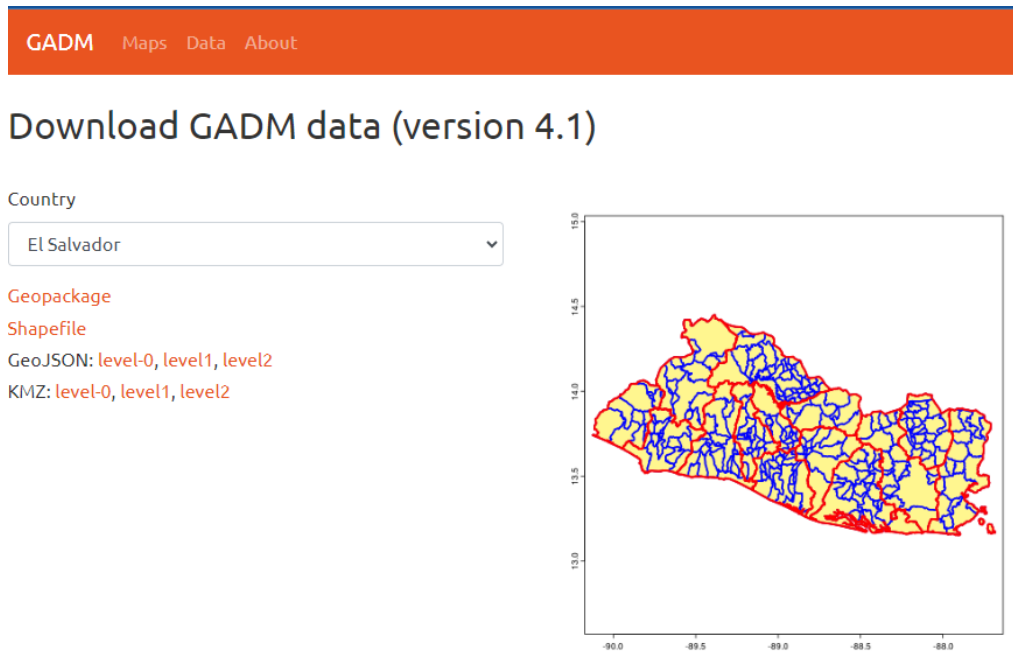 GADM Maps Data About
Download GADM data (version 4.1)
Country
El Salvador
Geopackage
Shapefile
GeoJSON: level-0, level1, level2
KMZ: level-0, level1, level2
15.0
14.5
14.0
13.5
13.0
-90.0 -89.5 -89.0 -88.5 -88.0